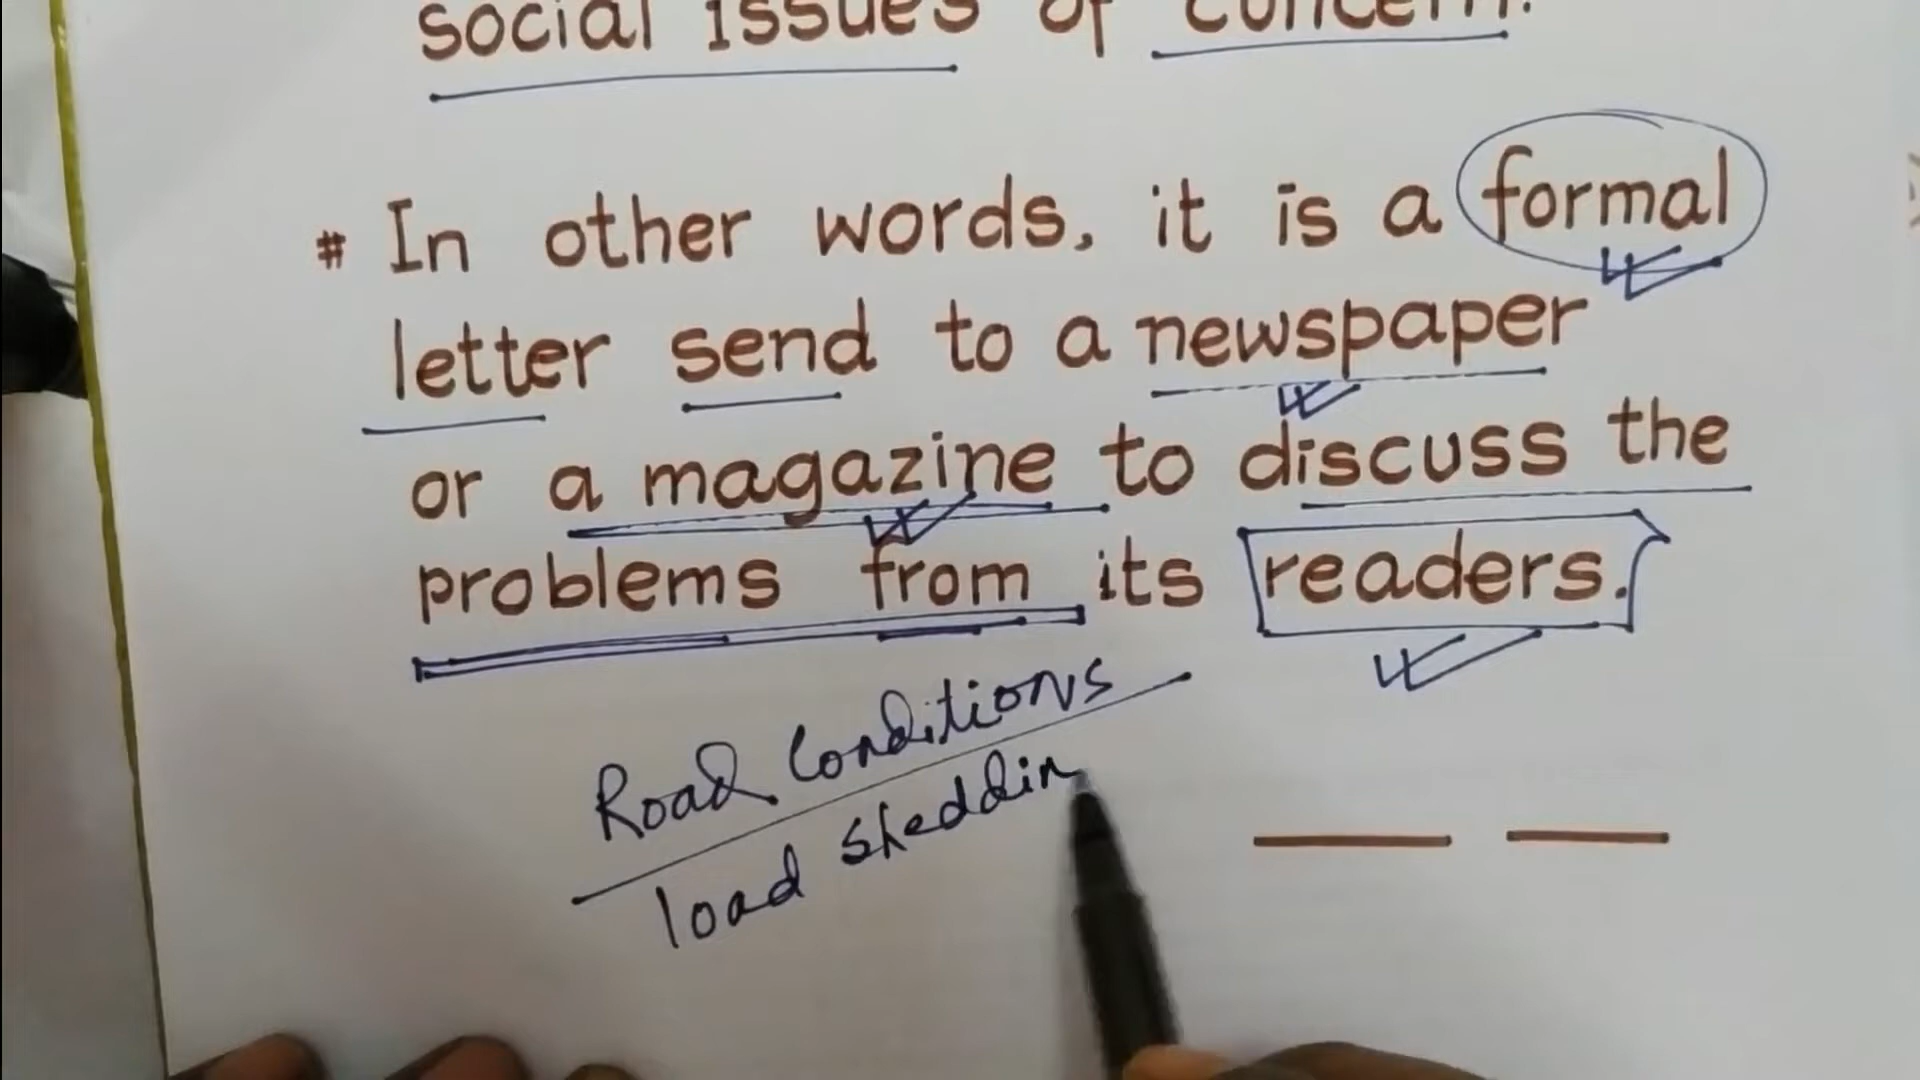 social issues of concern.
# In other words, it is a formal
letter send to a newspaper
or a magazine to discuss the
problems from its readers.
Road Conditions
load sheddin